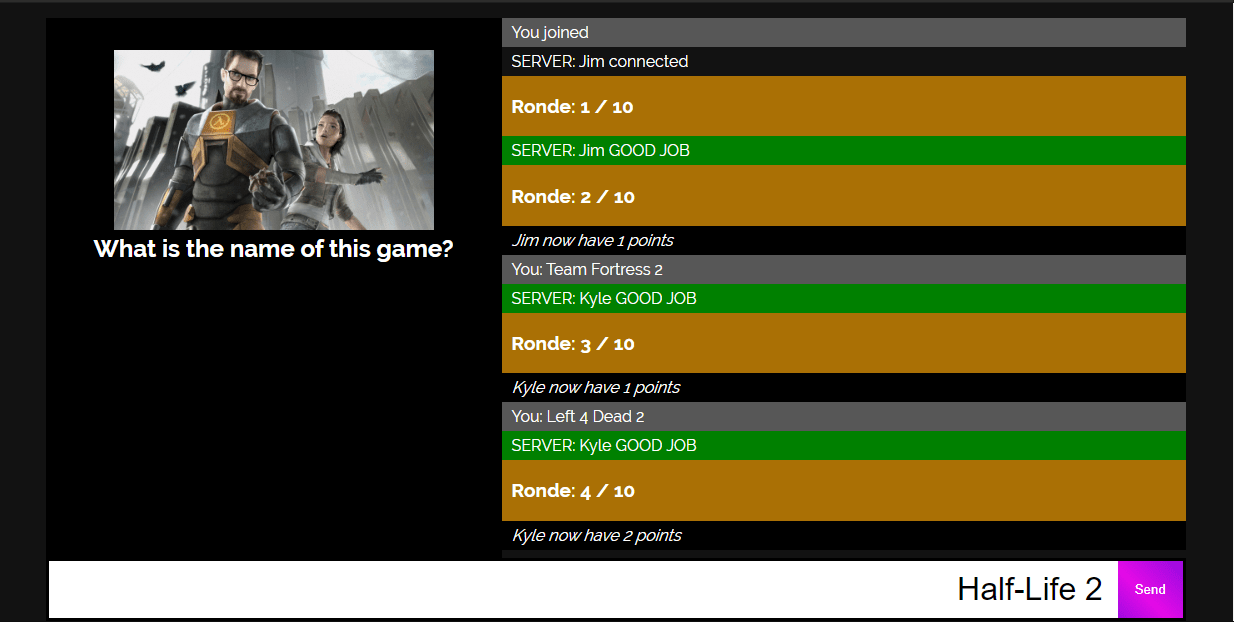 What is the name of this game?
You joined
SERVER: Jim connected
Ronde: 1 / 10
SERVER: Jim GOOD JOB
Ronde: 2 / 10
Jim now have 1 points
You: Team Fortress 2
SERVER: Kyle GOOD JOB
Ronde: 3 / 10
Kyle now have 1 points
You: Left 4 Dead 2
SERVER: Kyle GOOD JOB
Ronde: 4 / 10
Kyle now have 2 points
Half-Life 2
Send